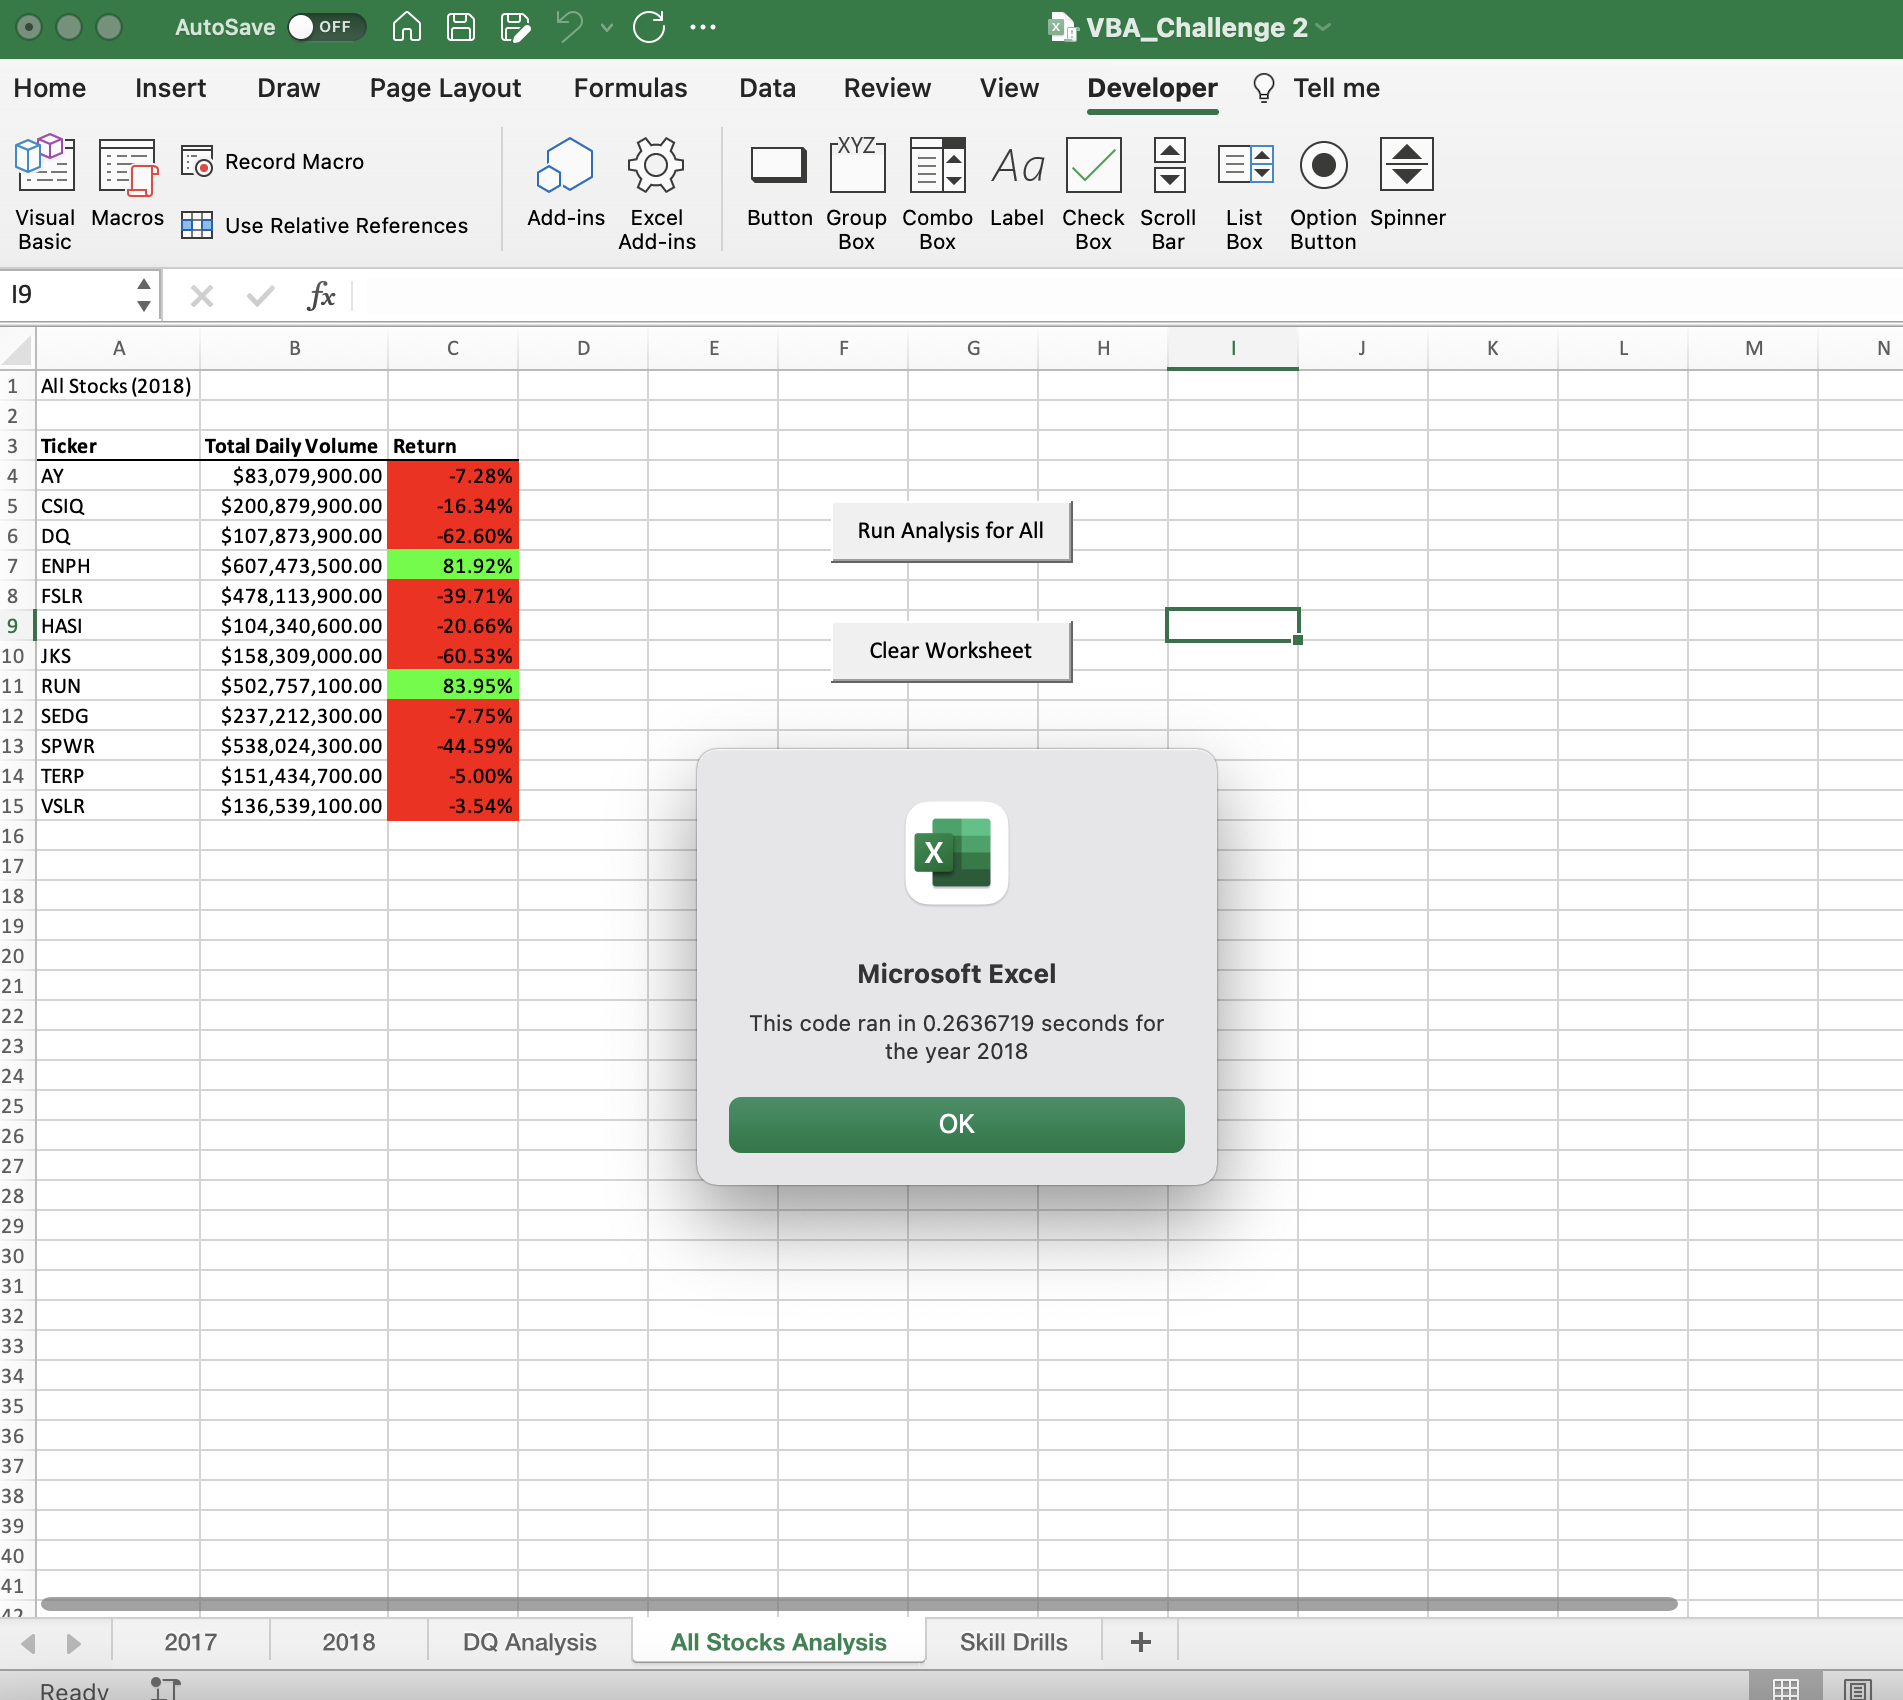 AutoSave OFF VBA_Challenge 2
Home Insert Draw Page Layout Formulas Data Review View Developer Tell me
Visual Basic
Macros
Record Macro
Use Relative References
Add-ins
Excel Add-ins
XYZ
Aa
Button
Group Box
Combo Box
Label
Check Box
Scroll Bar
List Box
Option Button
Spinner
I9 fx
A B C D E F G H I J K L M N
1 All Stocks (2018)
2
3 Ticker Total Daily Volume Return
4 AY $83,079,900.00 -7.28%
5 CSIQ $200,879,900.00 -16.34%
6 DQ $107,873,900.00 -62.60%
7 ENPH $607,473,500.00 81.92%
8 FSLR $478,113,900.00 -39.71%
9 HASI $104,340,600.00 -20.66%
10 JKS $158,309,000.00 -60.53%
11 RUN $502,757,100.00 83.95%
12 SEDG $237,212,300.00 -7.75%
13 SPWR $538,024,300.00 -44.59%
14 TERP $151,434,700.00 -5.00%
15 VSLR $136,539,100.00 -3.54%
16
17
18
19
20
21
22
23
24
25
26
27
28
29
30
31
32
33
34
35
36
37
38
39
40
41
42
Run Analysis for All
Clear Worksheet
X
Microsoft Excel
This code ran in 0.2636719 seconds for
the year 2018
OK
2017 2018 DQ Analysis All Stocks Analysis Skill Drills +
Ready